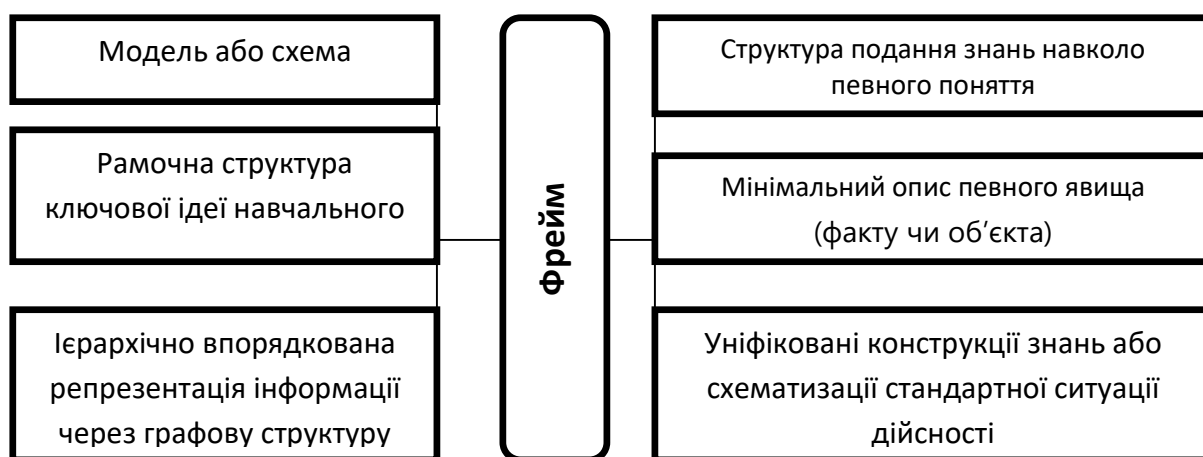 Модель або схема
Рамочна структура
ключової ідеї навчального
Ієрархічно впорядкована
репрезентація інформації
через графову структуру
Фрейм
Структура подання знань навколо
певного поняття
Мінімальний опис певного явища
(факту чи об’єкта)
Уніфіковані конструкції знань або
схематизації стандартної ситуації
дійсності